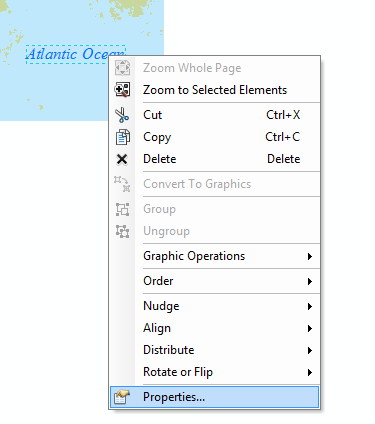 Atlantic Ocean
Zoom Whole Page
Zoom to Selected Elements
Cut Ctrl+X
Copy Ctrl+C
Delete Delete
Convert To Graphics
Group
Ungroup
Graphic Operations
Order
Nudge
Align
Distribute
Rotate or Flip
Properties...